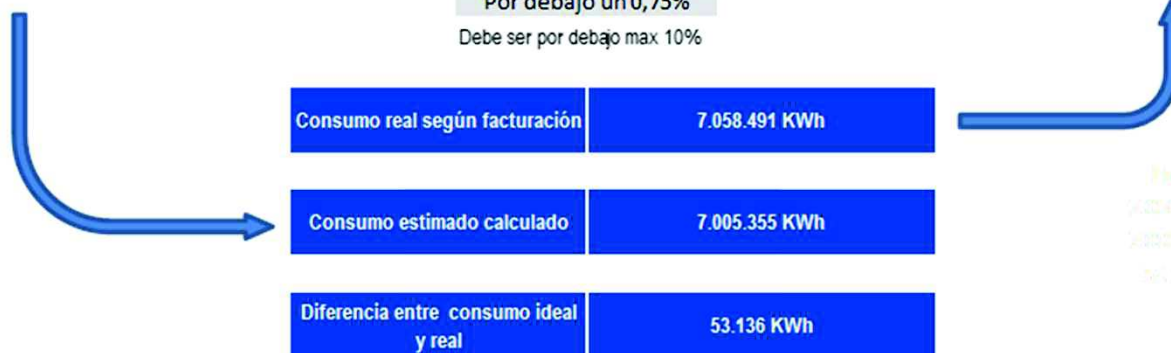 Por debajo un 0,75%
Debe ser por debajo max 10%
Consumo real según facturación 7.058.491 KWh
Consumo estimado calculado 7.005.355 KWh
Diferencia entre consumo ideal
y real 53.136 KWh